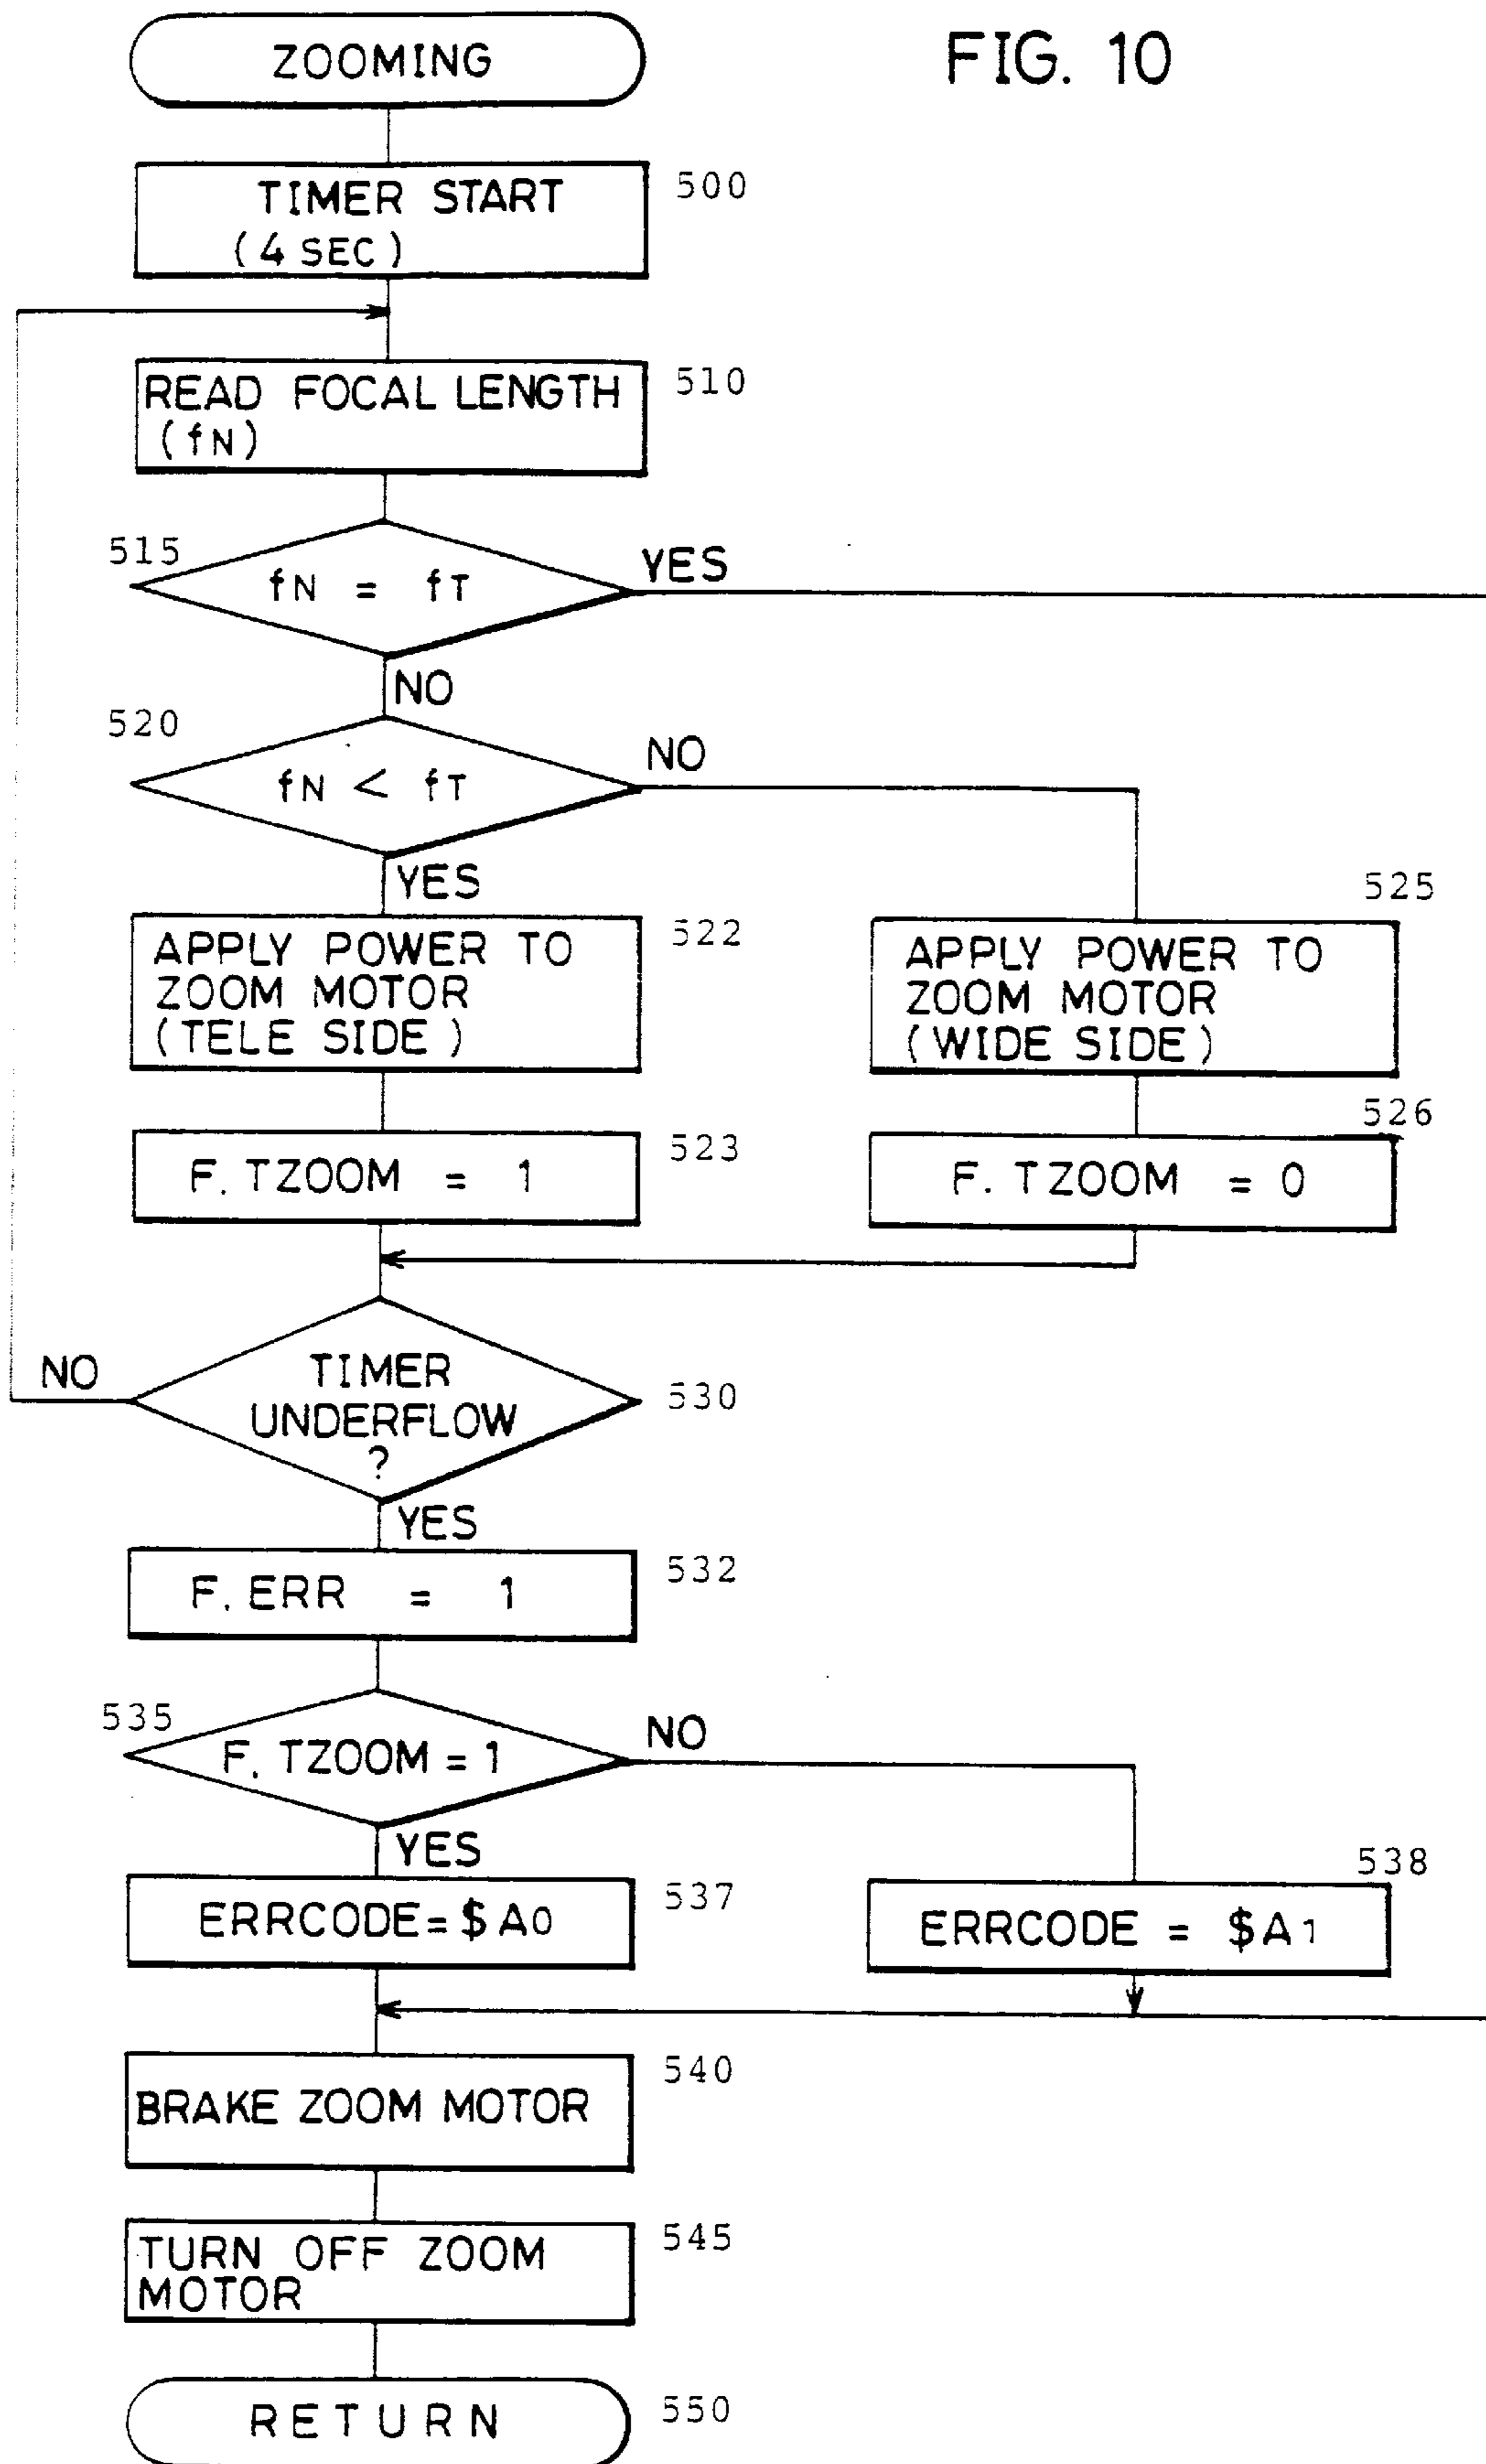 FIG. 10
ZOOMING
TIMER START
(4 SEC)
500
READ FOCAL LENGTH
(fN)
510
515
fN = fT
YES
NO
520
fN < fT
NO
YES
APPLY POWER TO
ZOOM MOTOR
(TELE SIDE)
522
525
APPLY POWER TO
ZOOM MOTOR
(WIDE SIDE)
F. TZOOM = 1
523
526
F. TZOOM = 0
NO
TIMER
UNDERFLOW
?
530
YES
F. ERR = 1
532
535
F. TZOOM = 1
NO
YES
ERRCODE = $A0
537
538
ERRCODE = $A1
BRAKE ZOOM MOTOR
540
TURN OFF ZOOM
MOTOR
545
RETURN
550